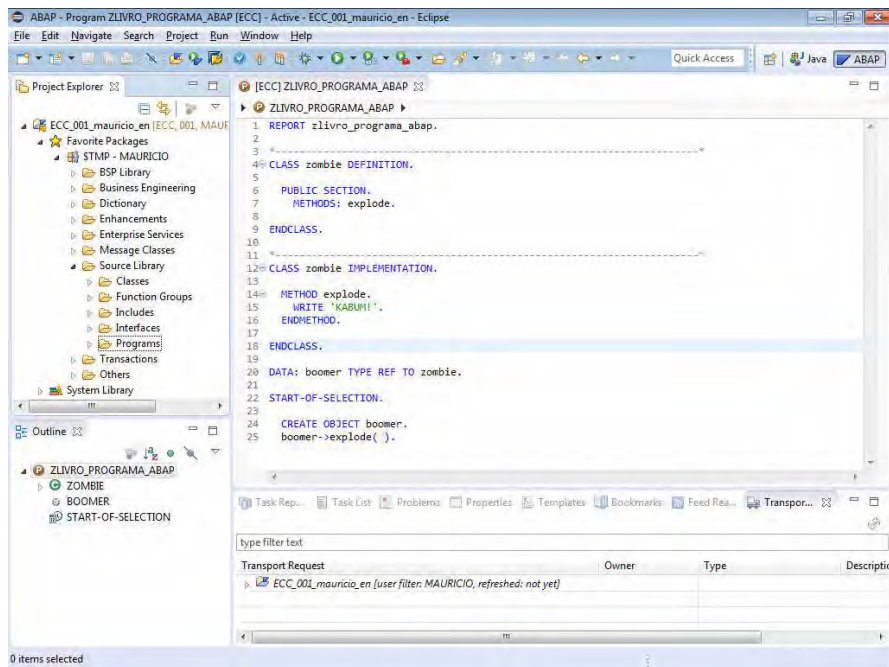 ABAP - Program ZLIVRO_PROGRAMA_ABAP [ECC] - Active - ECC_001_mauricio_en - Eclipse
File Edit Navigate Search Project Run Window Help
Quick Access Java ABAP
Project Explorer
ECC_001_mauricio_en [ECC, 001, MAUR
Favorite Packages
$TMP - MAURICIO
BSP Library
Business Engineering
Dictionary
Enhancements
Enterprise Services
Message Classes
Source Library
Classes
Function Groups
Includes
Interfaces
Programs
Transactions
Others
System Library
[ECC] ZLIVRO_PROGRAMA_ABAP
ZLIVRO_PROGRAMA_ABAP
1 REPORT zlivro_programa_abap.
2
3 *----------------------------------------------------------------------*
4 CLASS zombie DEFINITION.
5
6 PUBLIC SECTION.
7 METHODS: explode.
8
9 ENDCLASS.
10
11 *----------------------------------------------------------------------*
12 CLASS zombie IMPLEMENTATION.
13
14 METHOD explode.
15 WRITE 'KABUM!'.
16 ENDMETHOD.
17
18 ENDCLASS.
19
20 DATA: boomer TYPE REF TO zombie.
21
22 START-OF-SELECTION.
23
24 CREATE OBJECT boomer.
25 boomer->explode( ).
Outline
ZLIVRO_PROGRAMA_ABAP
ZOMBIE
BOOMER
START-OF-SELECTION
Task Rep... Task List Problems Properties Templates Bookmarks Feed Rea... Transpor...
type filter text
Transport Request Owner Type Descriptic
ECC_001_mauricio_en [user filter: MAURICIO, refreshed: not yet]
0 items selected